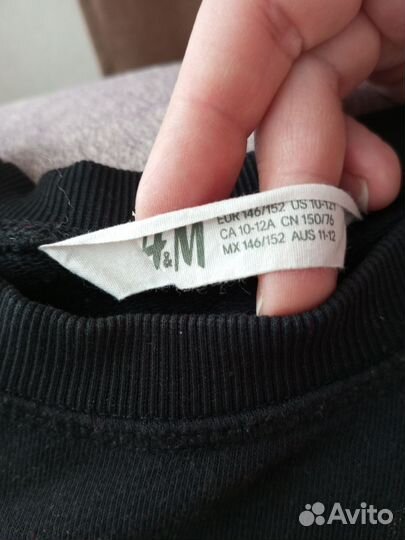 H&M
EUR 146/152 US 10-12Y
CA 10-12A CN 150/76
MX 146/152 AUS 11-12
Avito